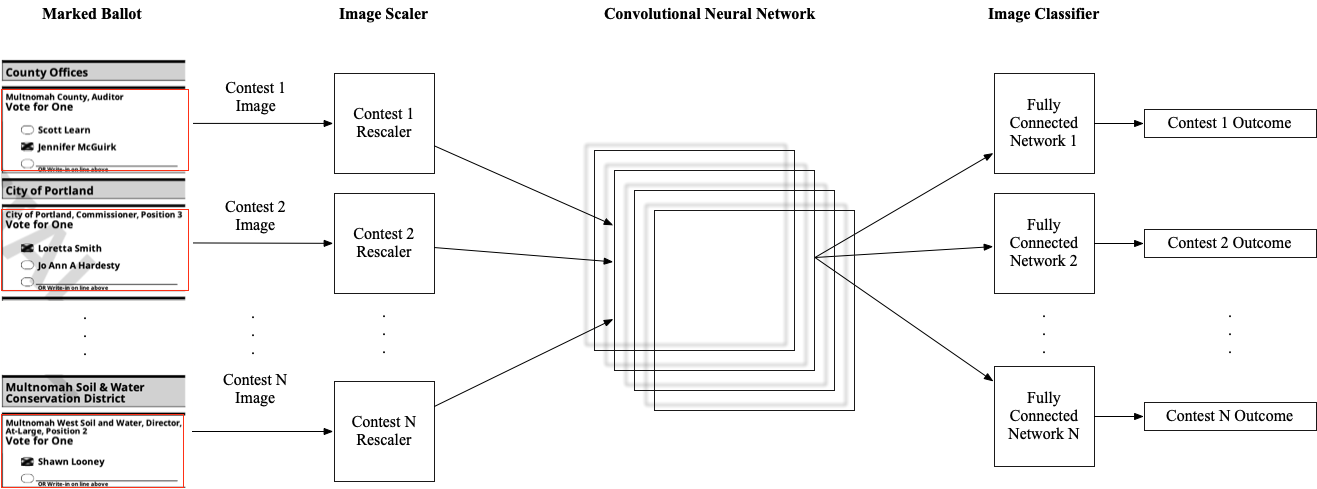 Marked Ballot
Image Scaler
Convolutional Neural Network
Image Classifier
County Offices
Multnomah County, Auditor
Vote for One
Scott Learn
Jennifer McGuirk
OR Write-in on line above
Contest 1
Image
Contest 1
Rescaler
Fully
Connected
Network 1
Contest 1 Outcome
City of Portland
City of Portland, Commissioner, Position 3
Vote for One
Loretta Smith
Jo Ann A Hardesty
OR Write-in on line above
Contest 2
Image
Contest 2
Rescaler
Fully
Connected
Network 2
Contest 2 Outcome
Multnomah Soil & Water
Conservation District
Multnomah West Soil and Water, Director,
At-Large, Position 2
Vote for One
Shawn Looney
OR Write-in on line above
Contest N
Image
Contest N
Rescaler
Fully
Connected
Network N
Contest N Outcome